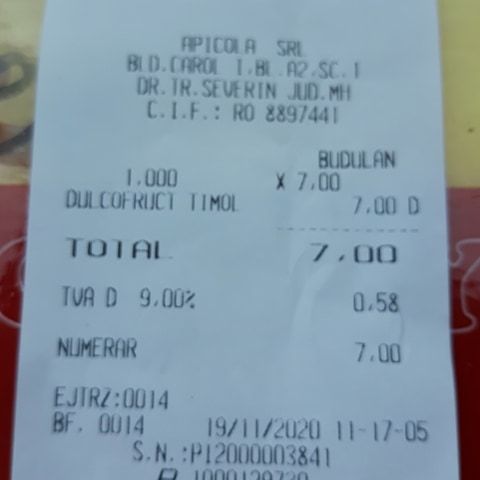 APICOLA SRL
BLD.CAROL I.BL.A2.SC.1
DR.TR.SEVERIN JUD.MH
C.I.F.: RO 8897441
BUDULAN
1.000 X 7.00
DULCOFRUCT TIMOL 7.00 D
TOTAL 7.00
TVA D 9.00% 0.58
NUMERAR 7.00
EJTRZ:0014
BF. 0014 19/11/2020 11-17-05
S.N.:P12000003841